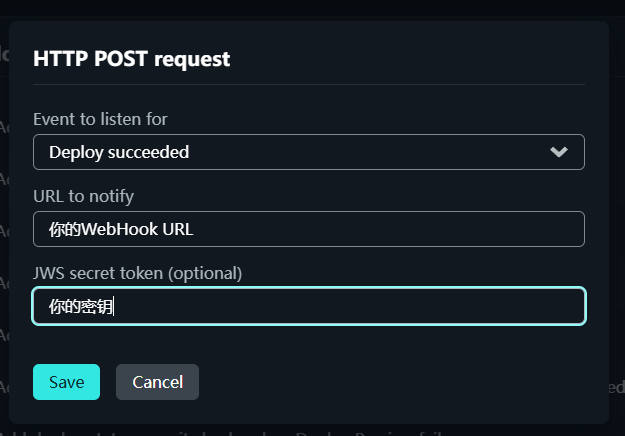 HTTP POST request
Event to listen for
Deploy succeeded
URL to notify
你的WebHook URL
JWS secret token (optional)
你的密钥
Save
Cancel